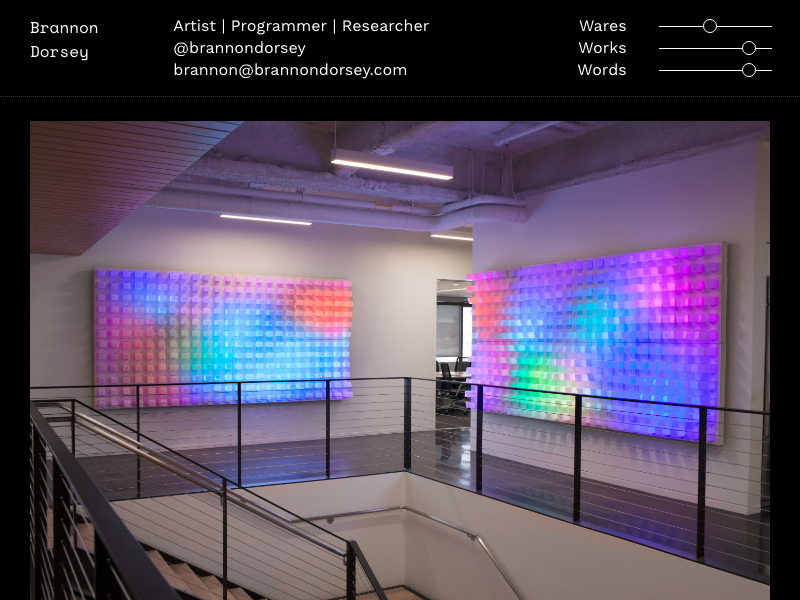 Brannon
Dorsey
Artist | Programmer | Researcher
@brannondorsey
brannon@brannondorsey.com
Wares
Works
Words